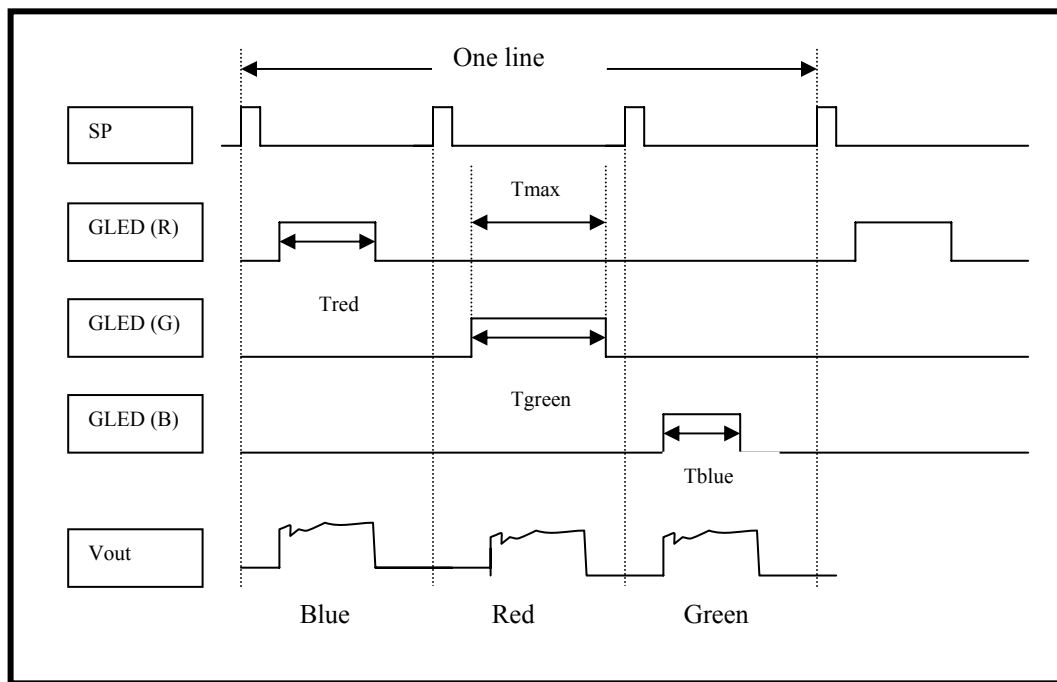 One line
SP
Tmax
GLED (R)
Tred
GLED (G)
Tgreen
GLED (B)
Tblue
Vout
Blue Red Green